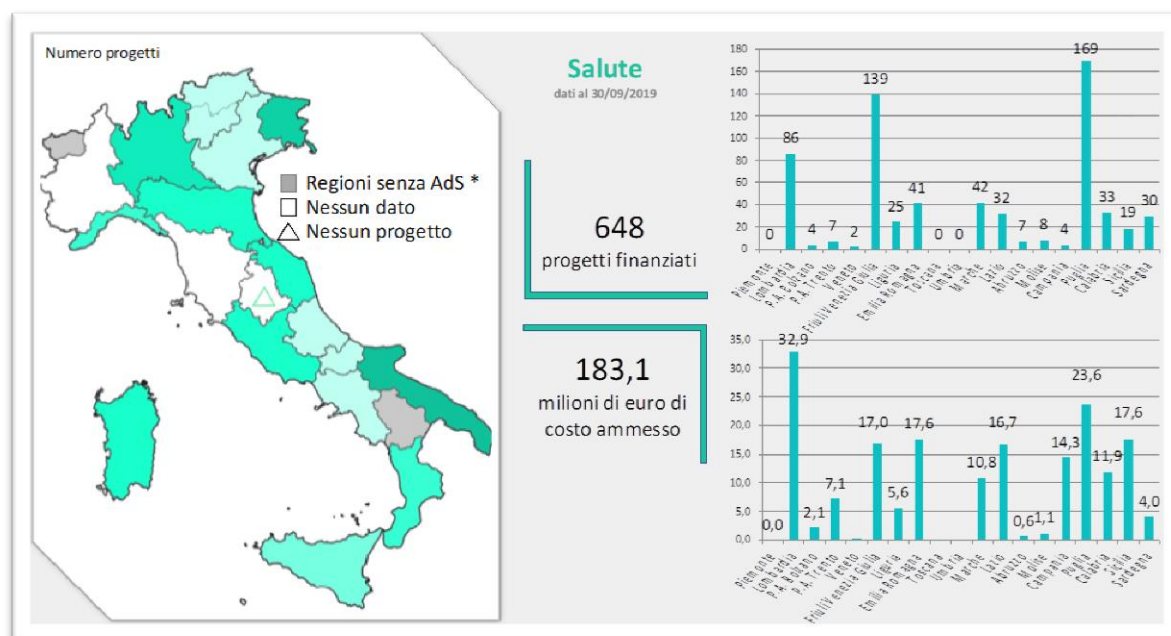 Numero progetti
Regioni senza AdS *
Nessun dato
Nessun progetto
Salute
dati al 30/09/2019
648
progetti finanziati
183,1
milioni di euro di
costo ammesso
180
160
140
120
100
80
60
40
20
0
0
86
4
7
2
139
25
41
0
0
42
32
7
8
4
169
33
19
30
Piemonte
Lombardia
P.A. Bolzano
P.A. Trento
Veneto
Friuli Venezia Giulia
Liguria
Emilia Romagna
Toscana
Umbria
Marche
Lazio
Abruzzo
Molise
Campania
Puglia
Calabria
Sicilia
Sardegna
35,0
30,0
25,0
20,0
15,0
10,0
5,0
0,0
0,0
32,9
2,1
7,1
17,0
5,6
17,6
10,8
16,7
0,6
1,1
14,3
23,6
11,9
17,6
4,0
Piemonte
Lombardia
P.A. Bolzano
P.A. Trento
Veneto
Friuli Venezia Giulia
Liguria
Emilia Romagna
Toscana
Umbria
Marche
Lazio
Abruzzo
Molise
Campania
Puglia
Calabria
Sicilia
Sardegna